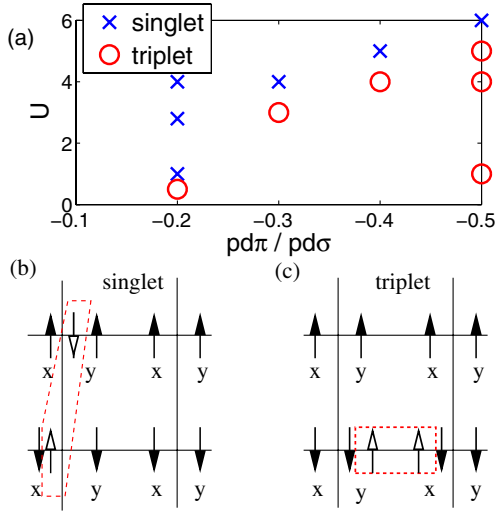 (a)
singlet
triplet
6
4
2
0
U
−0.1 −0.2 −0.3 −0.4 −0.5
pdπ / pdσ
(b) singlet
(c) triplet
x y x y
x y x y
x y x y
x y x y